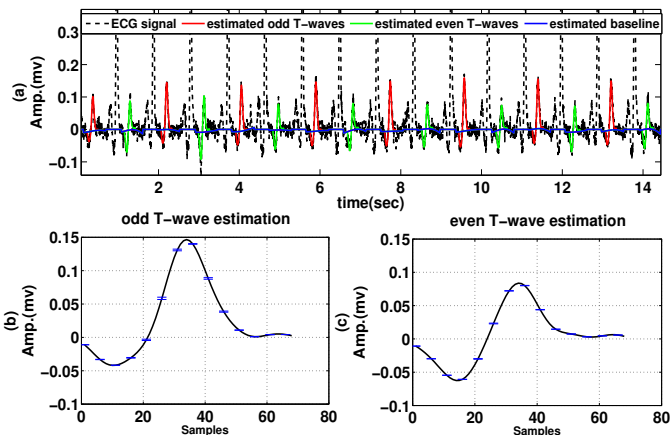 ECG signal estimated odd T-waves estimated even T-waves estimated baseline
(a)
Amp.(mv)
0.3
0.2
0.1
0
−0.1
2 4 6 8 10 12 14
time(sec)
odd T-wave estimation
(b)
Amp.(mv)
0.15
0.1
0.05
0
−0.05
−0.1
0 20 40 60 80
Samples
even T-wave estimation
(c)
Amp.(mv)
0.15
0.1
0.05
0
−0.05
−0.1
0 20 40 60 80
Samples